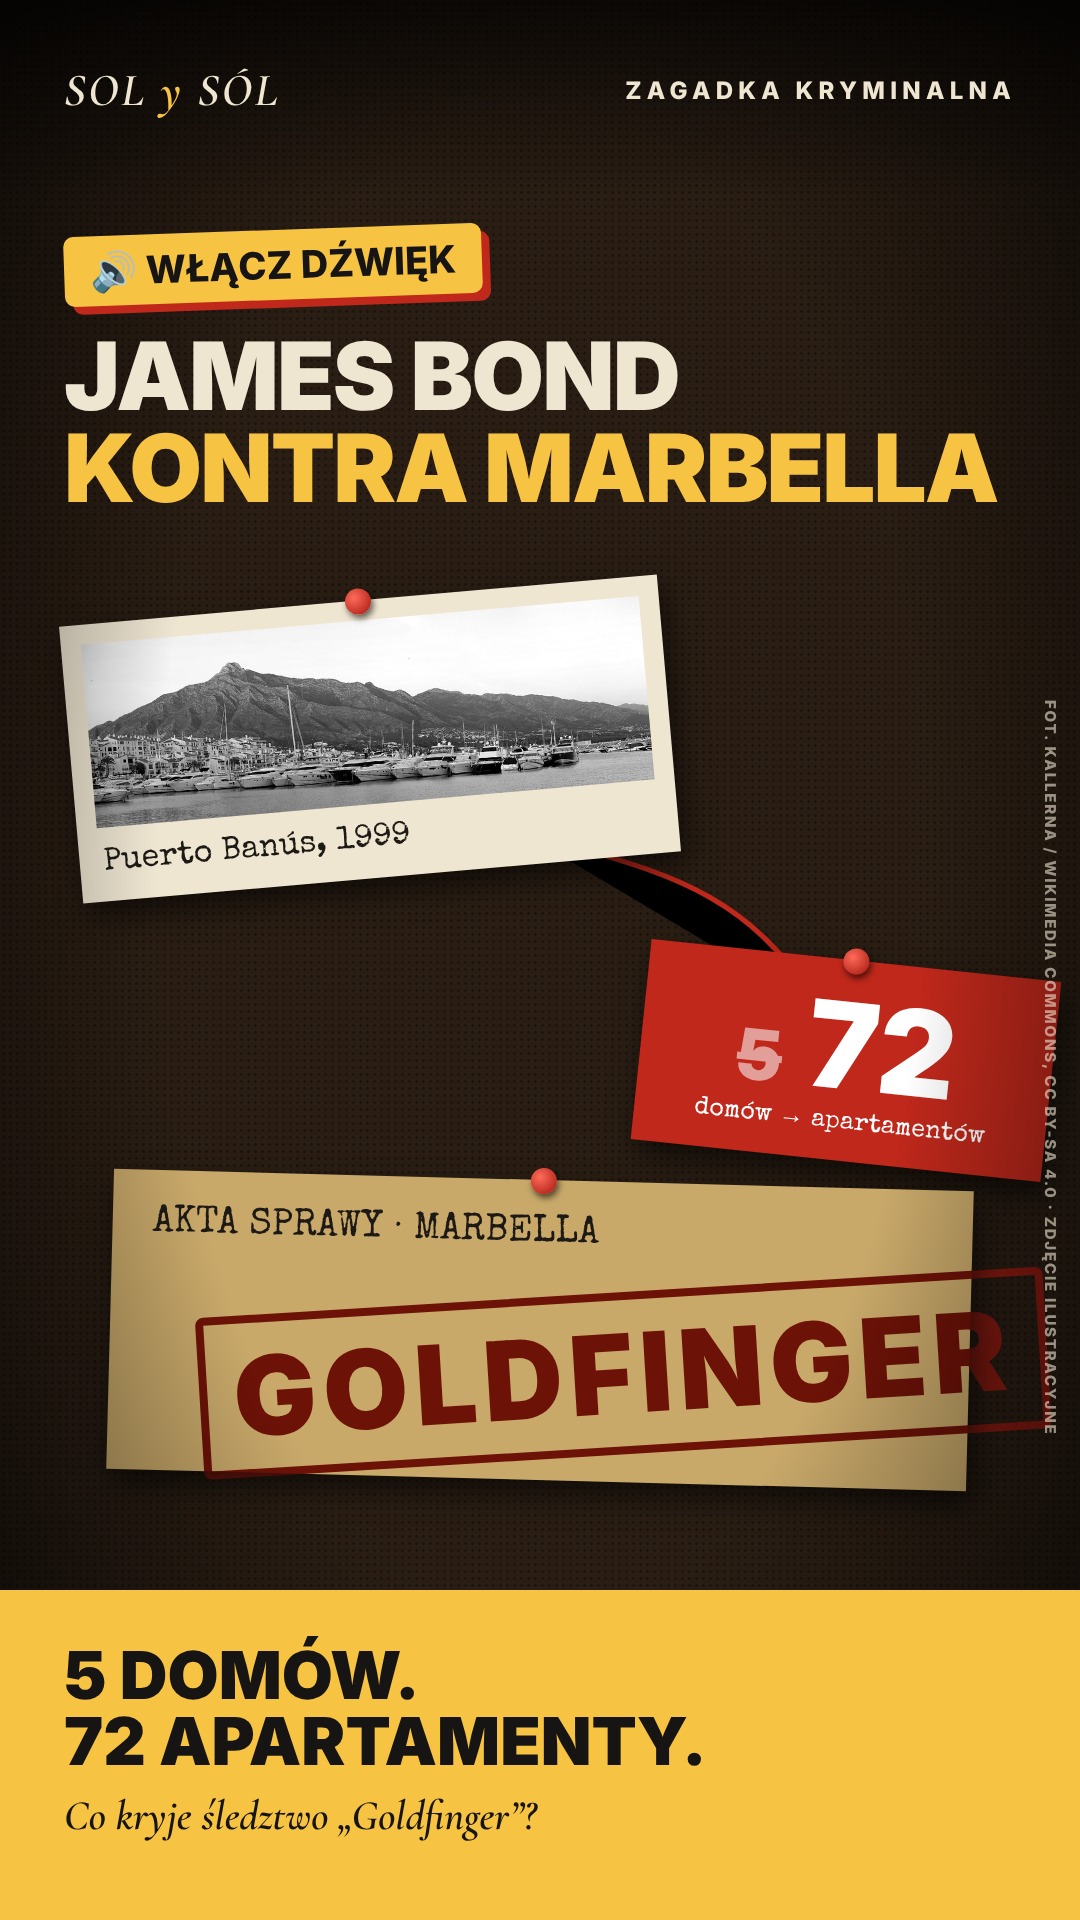 SOL y SÓL
ZAGADKA KRYMINALNA
WŁĄCZ DŹWIĘK
JAMES BOND
KONTRA MARBELLA
Puerto Banús, 1999
5 72
domów → apartamentów
AKTA SPRAWY · MARBELLA
GOLDFINGER
FOT. KALLERNA / WIKIMEDIA COMMONS, CC BY-SA 4.0 · ZDJĘCIE ILUSTRACYJNE
5 DOMÓW.
72 APARTAMENTY.
Co kryje śledztwo „Goldfinger”?